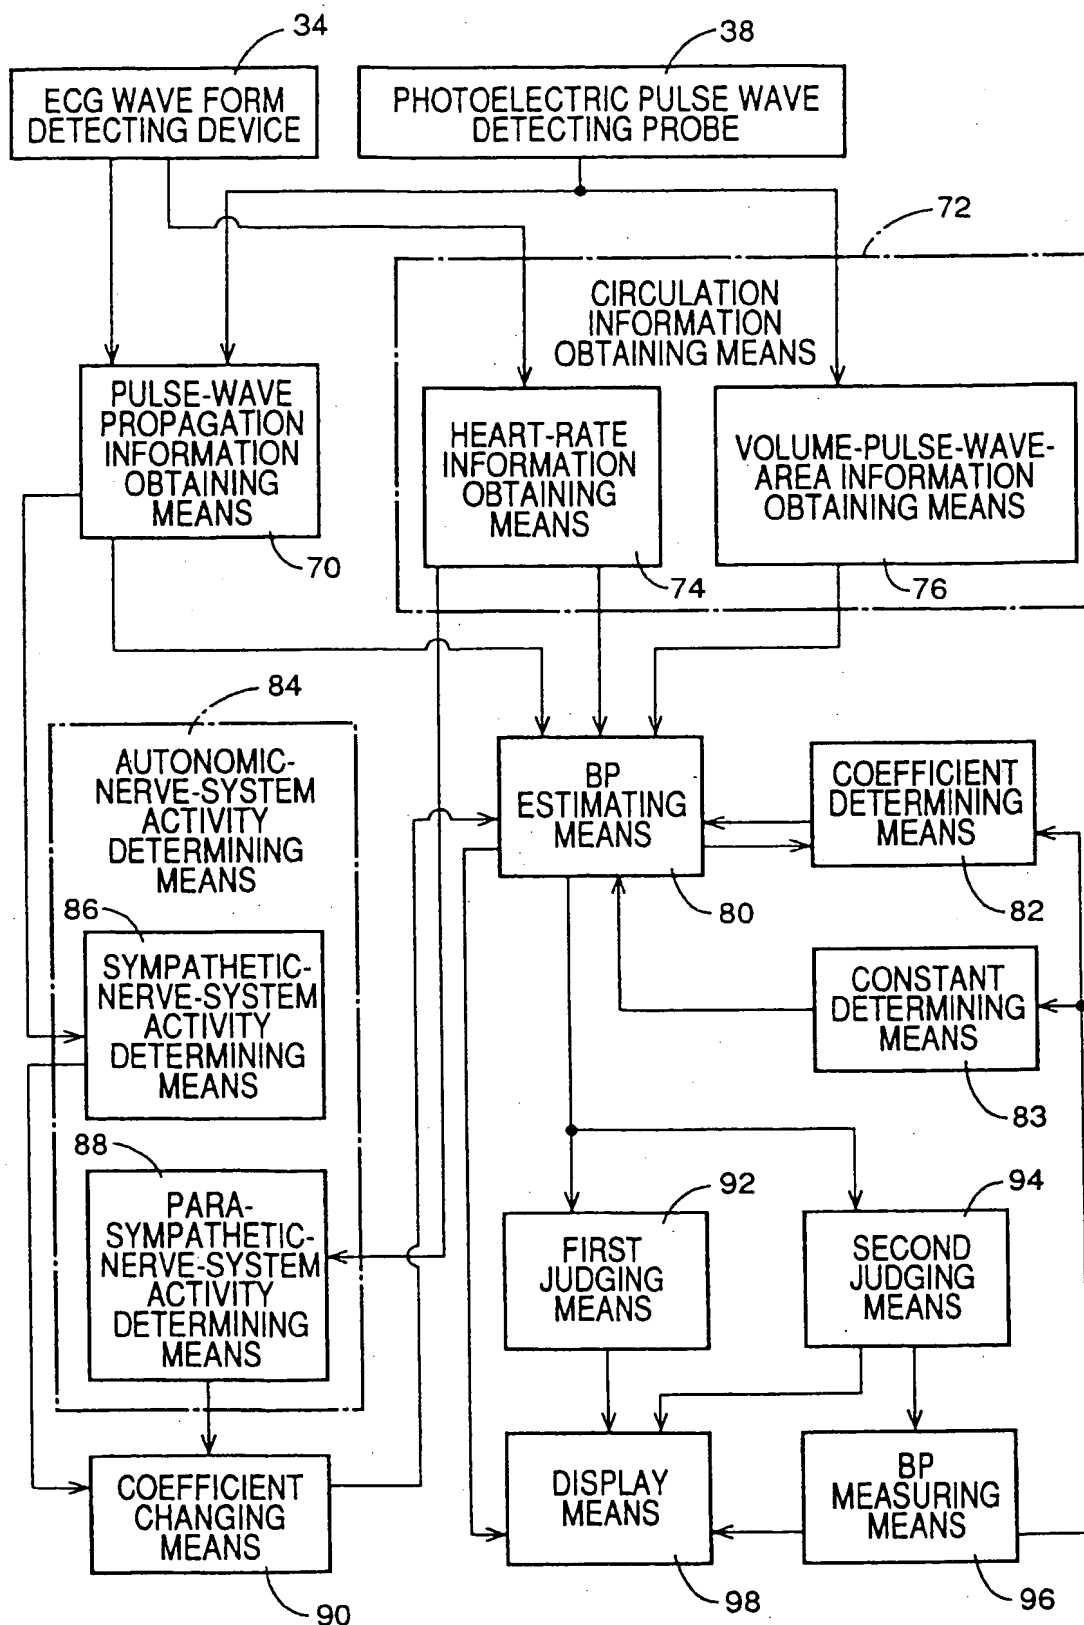 34
38
ECG WAVE FORM
DETECTING DEVICE
PHOTOELECTRIC PULSE WAVE
DETECTING PROBE
72
CIRCULATION
INFORMATION
OBTAINING MEANS
PULSE-WAVE
PROPAGATION
INFORMATION
OBTAINING
MEANS
70
HEART-RATE
INFORMATION
OBTAINING
MEANS
74
VOLUME-PULSE-WAVE-
AREA INFORMATION
OBTAINING MEANS
76
84
AUTONOMIC-
NERVE-SYSTEM
ACTIVITY
DETERMINING
MEANS
BP
ESTIMATING
MEANS
80
COEFFICIENT
DETERMINING
MEANS
82
86
SYMPATHETIC-
NERVE-SYSTEM
ACTIVITY
DETERMINING
MEANS
CONSTANT
DETERMINING
MEANS
83
88
PARA-
SYMPATHETIC-
NERVE-SYSTEM
ACTIVITY
DETERMINING
MEANS
92
FIRST
JUDGING
MEANS
94
SECOND
JUDGING
MEANS
COEFFICIENT
CHANGING
MEANS
90
DISPLAY
MEANS
98
BP
MEASURING
MEANS
96